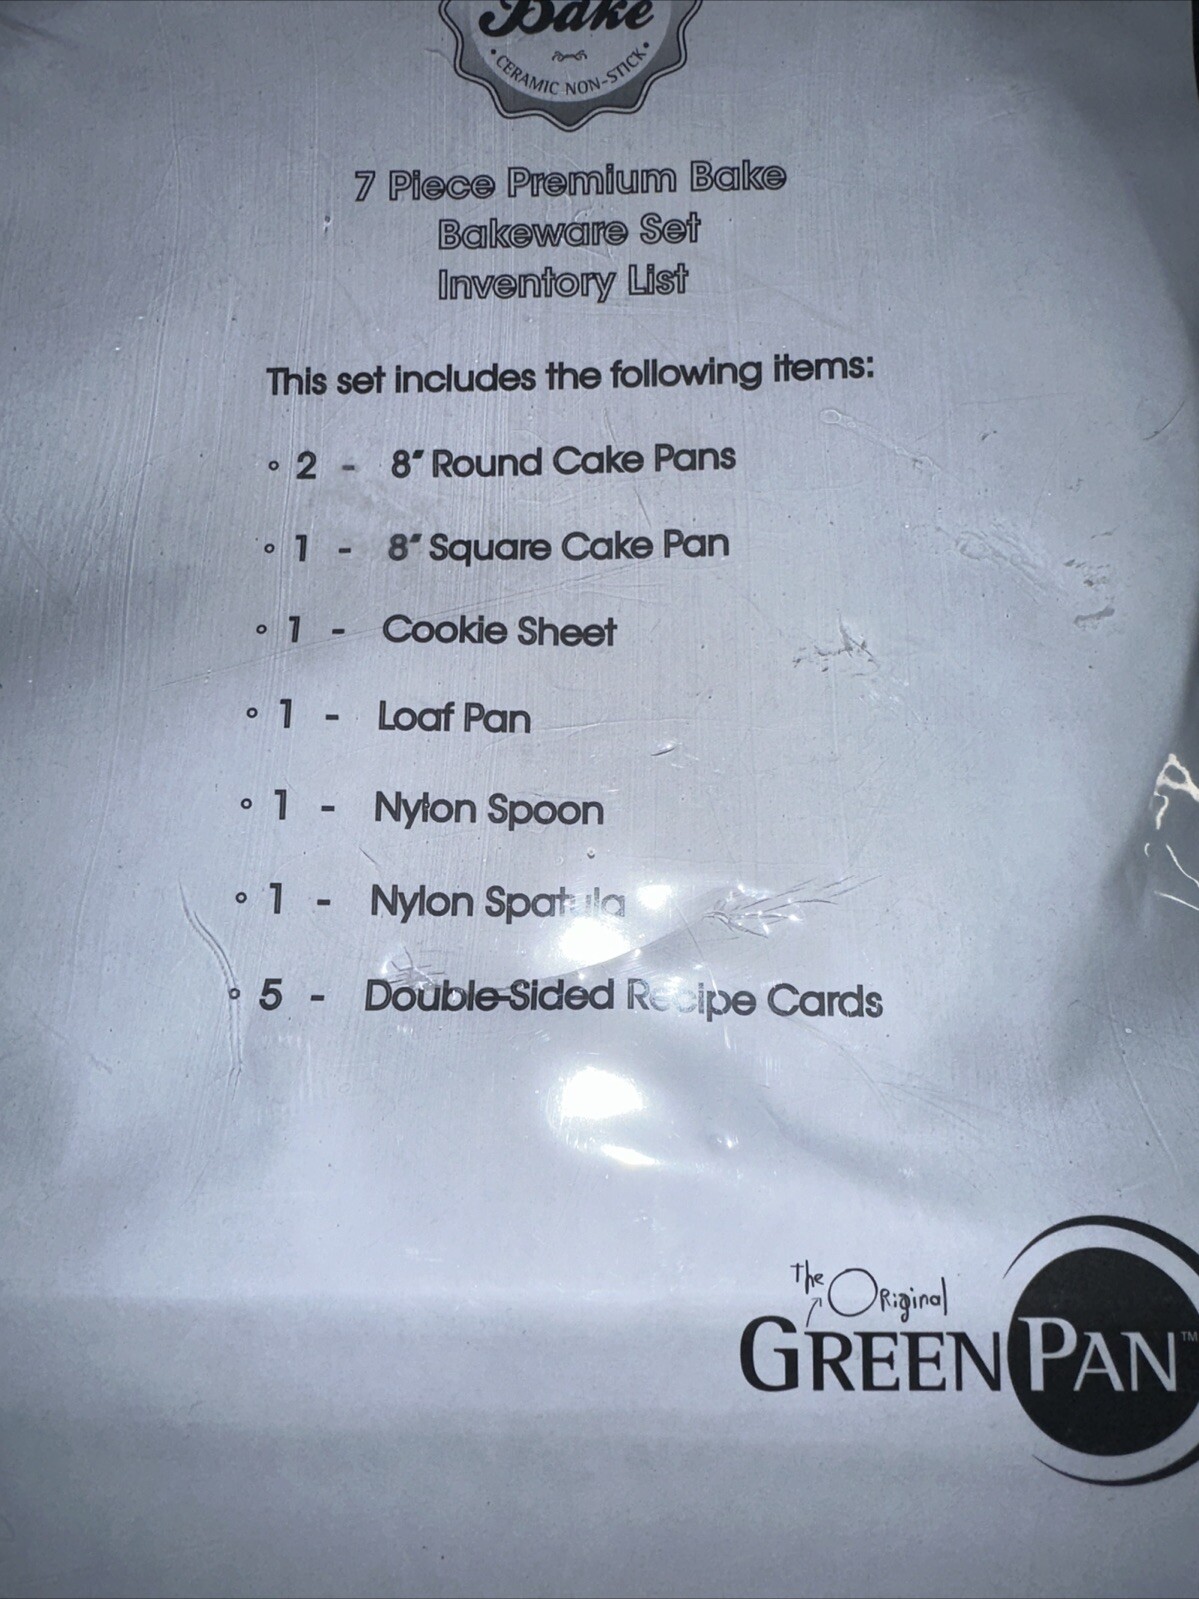 Bake
• CERAMIC NON-STICK •
7 Piece Premium Bake
Bakeware Set
Inventory List
This set includes the following items:
° 2 - 8" Round Cake Pans
° 1 - 8" Square Cake Pan
° 1 - Cookie Sheet
° 1 - Loaf Pan
° 1 - Nylon Spoon
° 1 - Nylon Spatula
° 5 - Double-Sided Recipe Cards
The Original
GREENPAN™